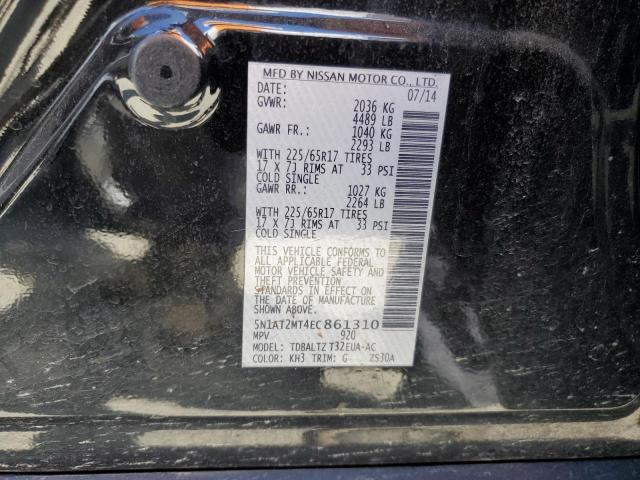 MFD BY NISSAN MOTOR CO., LTD.
DATE: 07/14
GVWR: 2036 KG
4489 LB
GAWR FR.: 1040 KG
2293 LB
WITH 225/65R17 TIRES
17 X 7J RIMS AT 33 PSI
COLD SINGLE
GAWR RR.: 1027 KG
2264 LB
WITH 225/65R17 TIRES
17 X 7J RIMS AT 33 PSI
COLD SINGLE
THIS VEHICLE CONFORMS TO
ALL APPLICABLE FEDERAL
MOTOR VEHICLE SAFETY AND
THEFT PREVENTION
STANDARDS IN EFFECT ON
THE DATE OF MANUFACTURE
SHOWN ABOVE.
5N1AT2MT4EC861310
MPV 920
MODEL: TDBALTZ T32EUA-AC
COLOR: KH3 TRIM: G ZS30A